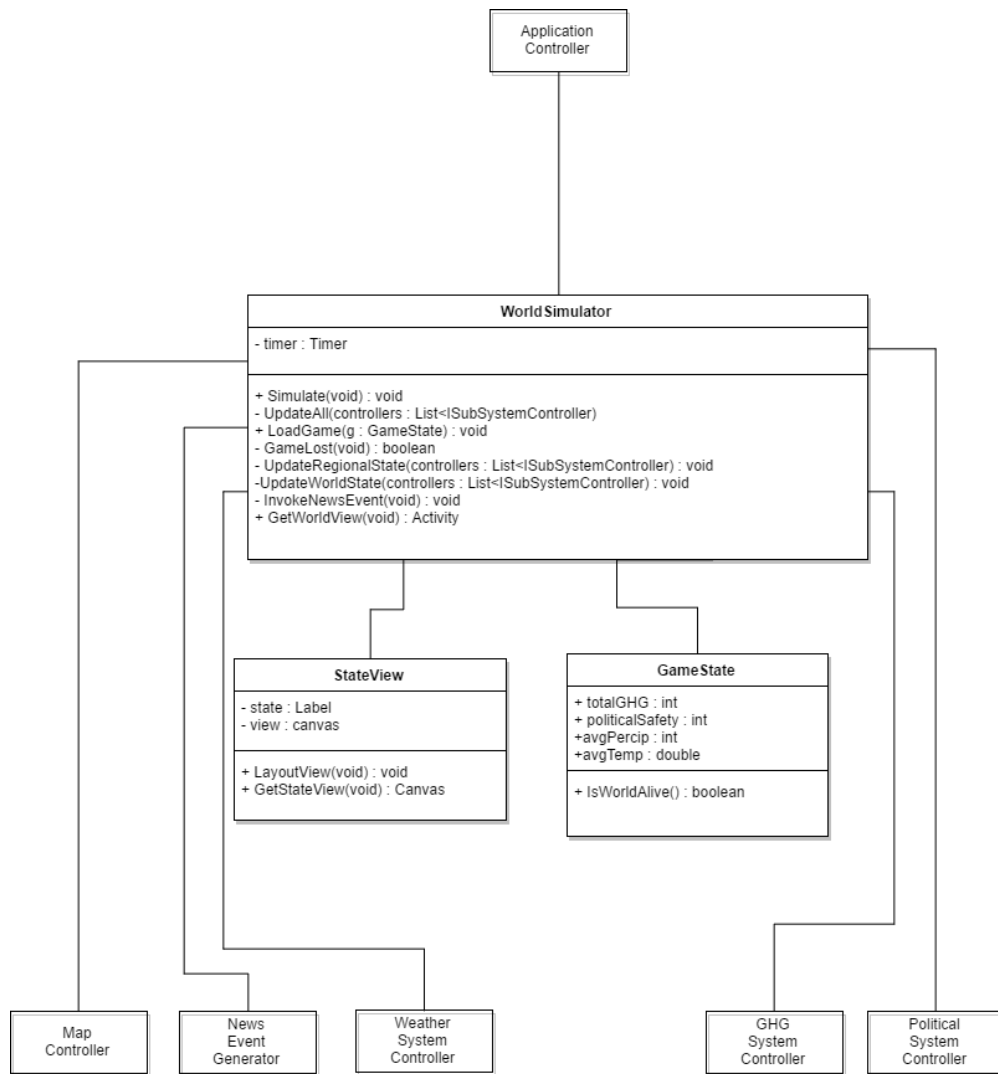 Application
Controller
WorldSimulator
- timer : Timer
+ Simulate(void) : void
- UpdateAll(controllers : List<ISubSystemController)
+ LoadGame(g : GameState) : void
- GameLost(void) : boolean
- UpdateRegionalState(controllers : List<ISubSystemController) : void
-UpdateWorldState(controllers : List<ISubSystemController) : void
- InvokeNewsEvent(void) : void
+ GetWorldView(void) : Activity
StateView
- state : Label
- view : canvas
+ LayoutView(void) : void
+ GetStateView(void) : Canvas
GameState
+ totalGHG : int
+ politicalSafety : int
+avgPercip : int
+avgTemp : double
+ IsWorldAlive() : boolean
Map
Controller
News
Event
Generator
Weather
System
Controller
GHG
System
Controller
Political
System
Controller